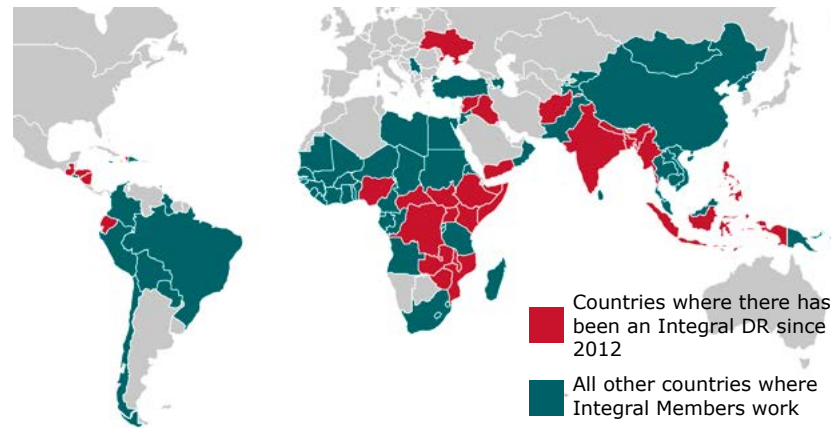 Countries where there has
been an Integral DR since
2012
All other countries where
Integral Members work